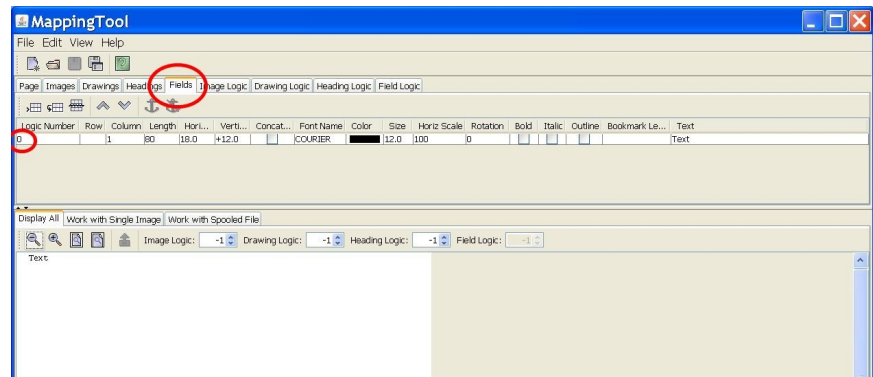 MappingTool
File Edit View Help
Page Images Drawings Headings Fields Image Logic Drawing Logic Heading Logic Field Logic
Logic Number Row Column Length Hori... Verti... Concat... Font Name Color Size Horiz Scale Rotation Bold Italic Outline Bookmark Le... Text
0 1 80 18.0 +12.0 COURIER 12.0 100 0 Text
Display All Work with Single Image Work with Spooled File
Image Logic: -1 Drawing Logic: -1 Heading Logic: -1 Field Logic: -1
Text